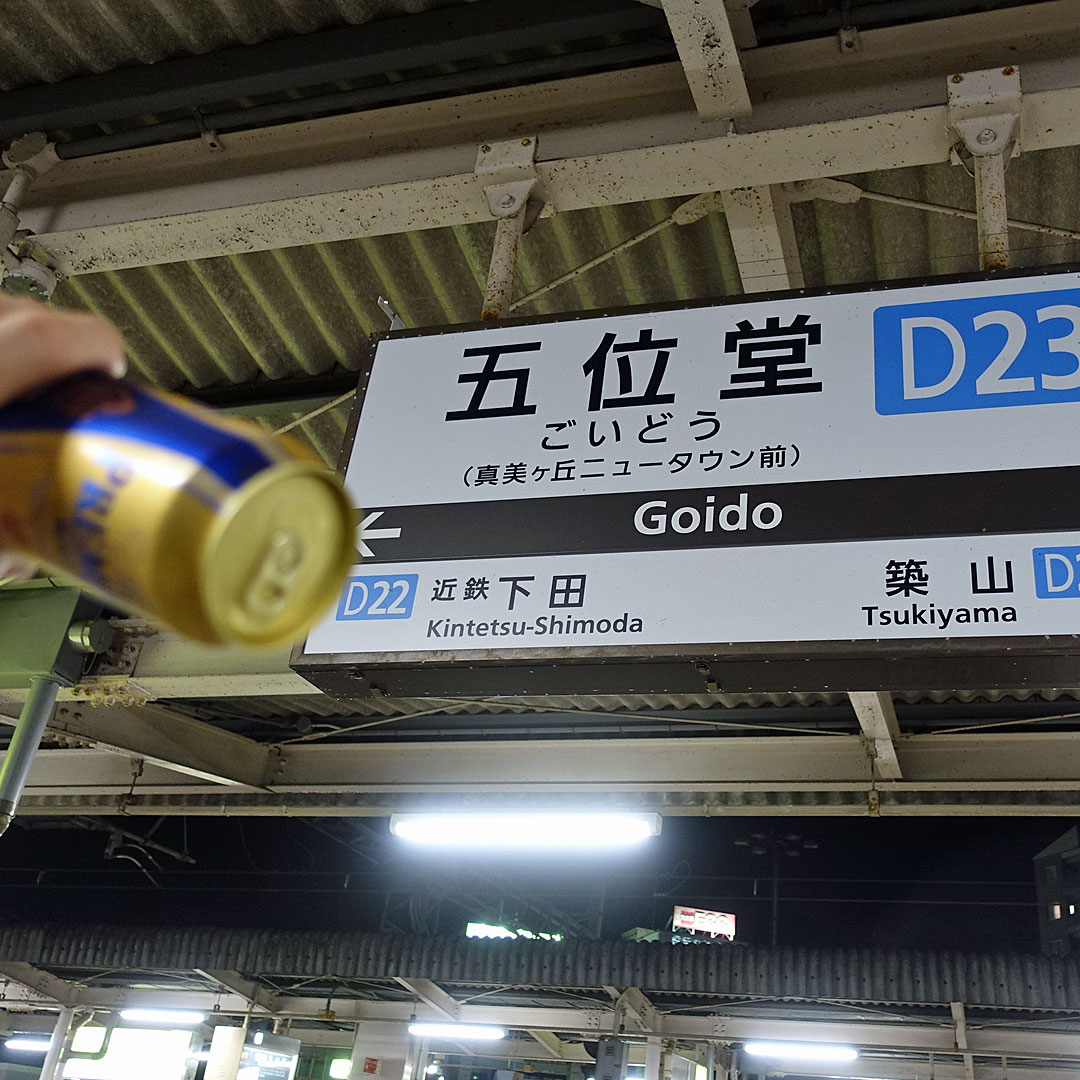 五位堂
D23
ごいどう
(真美ヶ丘ニュータウン前)
← Goido
D22 近鉄下田
Kintetsu-Shimoda
築山
Tsukiyama